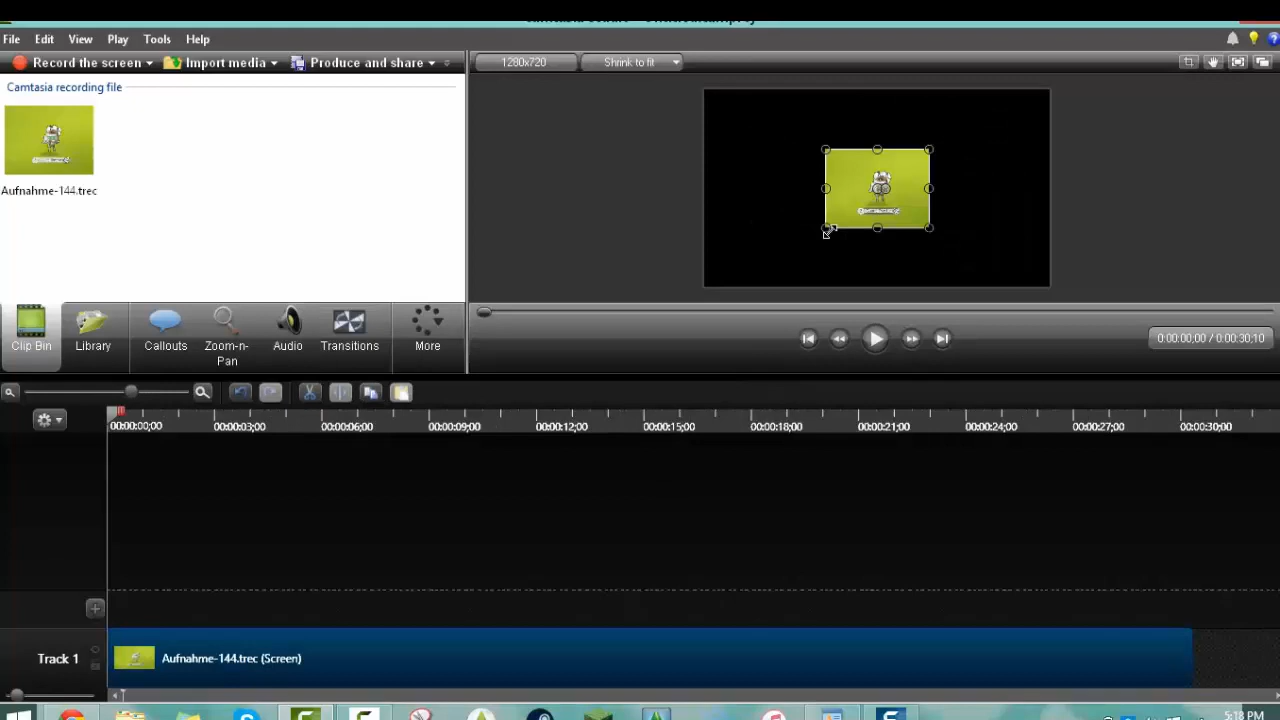 File Edit View Play Tools Help
Record the screen Import media Produce and share
1280x720 Shrink to fit
Camtasia recording file
Aufnahme-144.trec
Clip Bin Library Callouts Zoom-n-Pan Audio Transitions More
0:00:00;00 / 0:00:30;10
00:00:00;00 00:00:03;00 00:00:06;00 00:00:09;00 00:00:12;00 00:00:15;00 00:00:18;00 00:00:21;00 00:00:24;00 00:00:27;00 00:00:30;00
Track 1 Aufnahme-144.trec (Screen)
5:18 PM